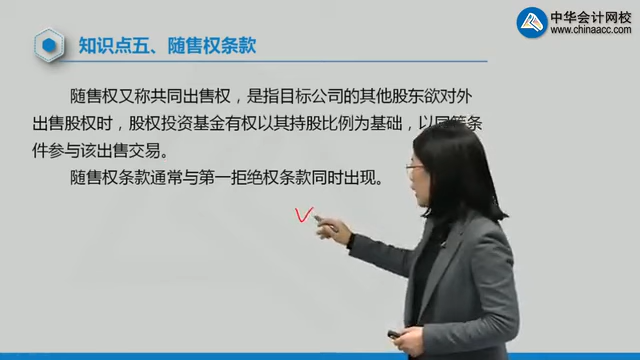 中华会计网校
www.chinaacc.com
知识点五、随售权条款
随售权又称共同出售权，是指目标公司的其他股东欲对外
出售股权时，股权投资基金有权以其持股比例为基础，以同等条
件参与该出售交易。
随售权条款通常与第一拒绝权条款同时出现。